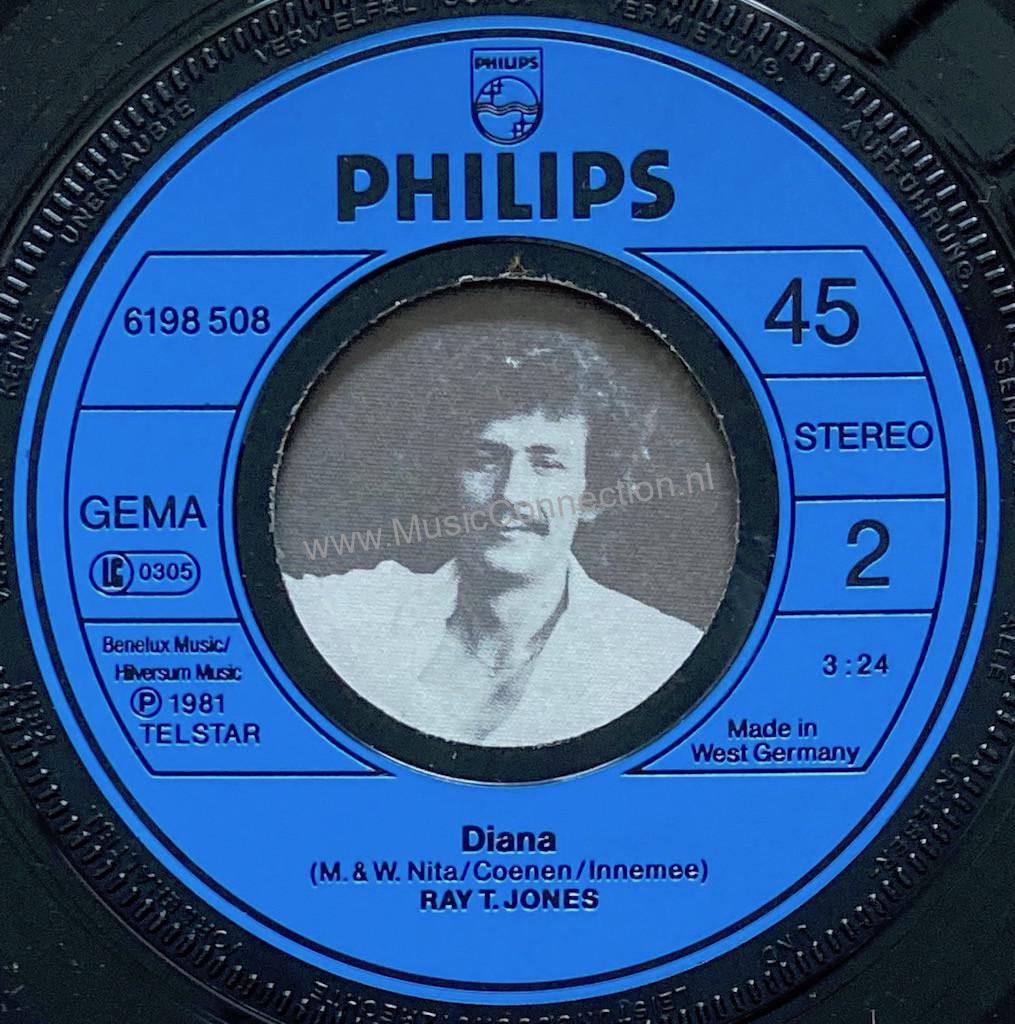 PHILIPS
PHILIPS
6198 508
GEMA
LC 0305
Benelux Music/
Hilversum Music
Ⓟ 1981
TELSTAR
45
STEREO
2
3:24
Made in
West Germany
Diana
(M. & W. Nita/Coenen/Innemee)
RAY T. JONES
www.MusicConnection.nl
KEINE UNERLAUBTE VERVIELFÄLTIGUNG, VERMIETUNG, AUFFÜHRUNG,